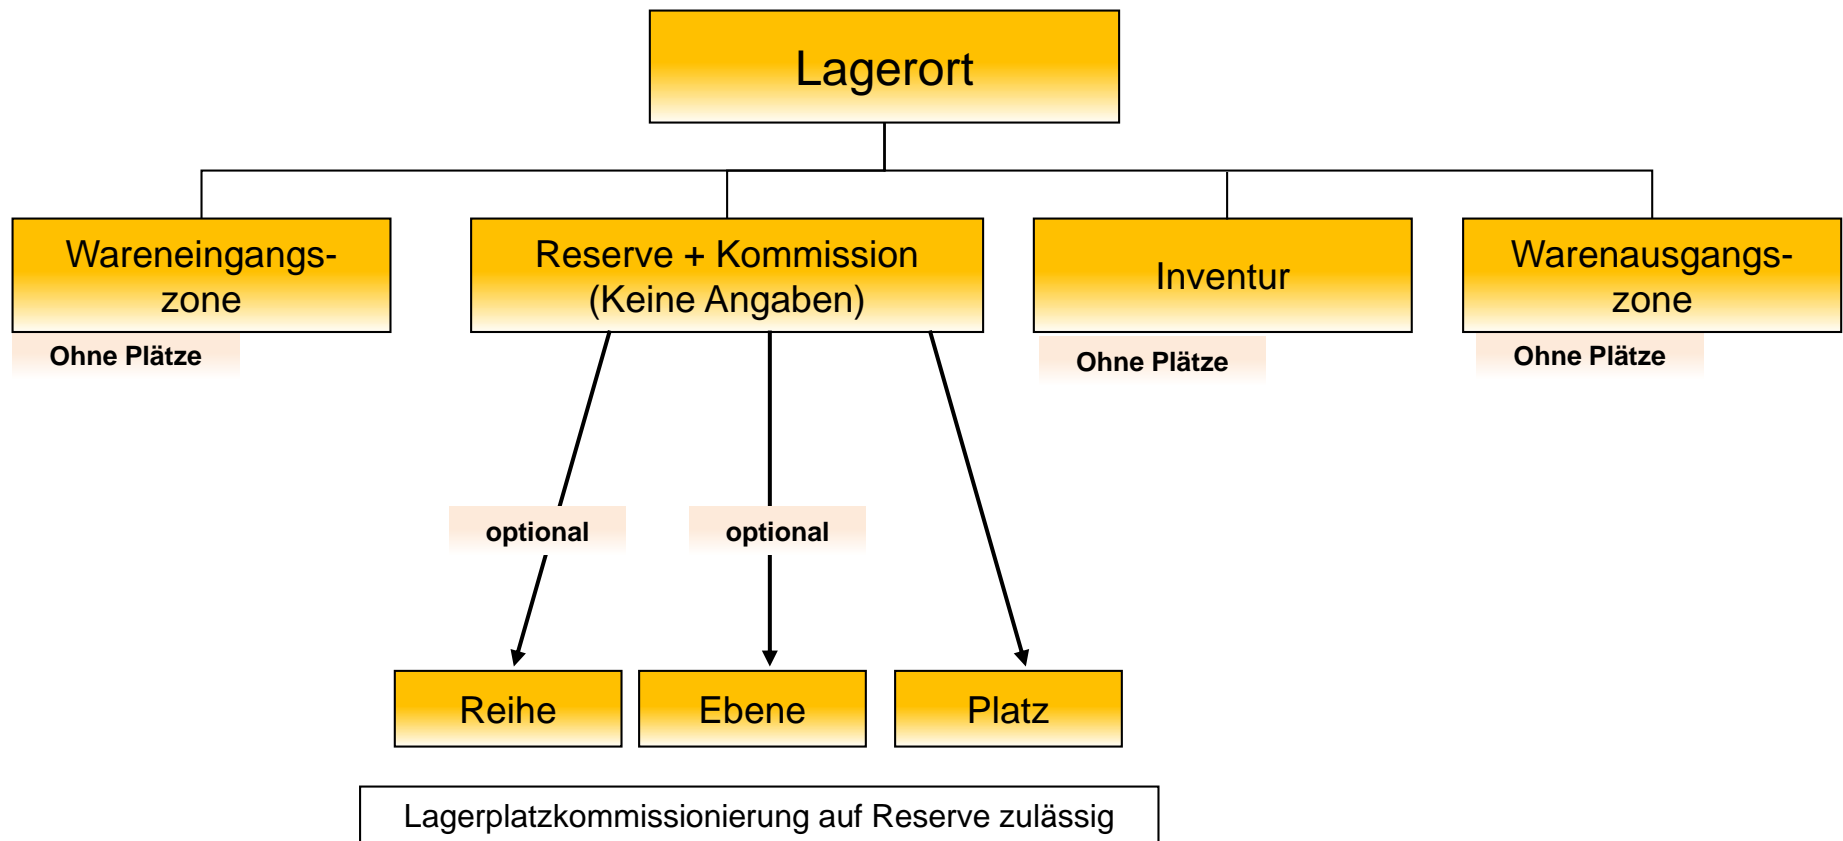 Lagerort
Wareneingangs-
zone
Reserve + Kommission
(Keine Angaben)
Inventur
Warenausgangs-
zone
Ohne Plätze
Ohne Plätze
Ohne Plätze
optional
optional
Reihe
Ebene
Platz
Lagerplatzkommissionierung auf Reserve zulässig